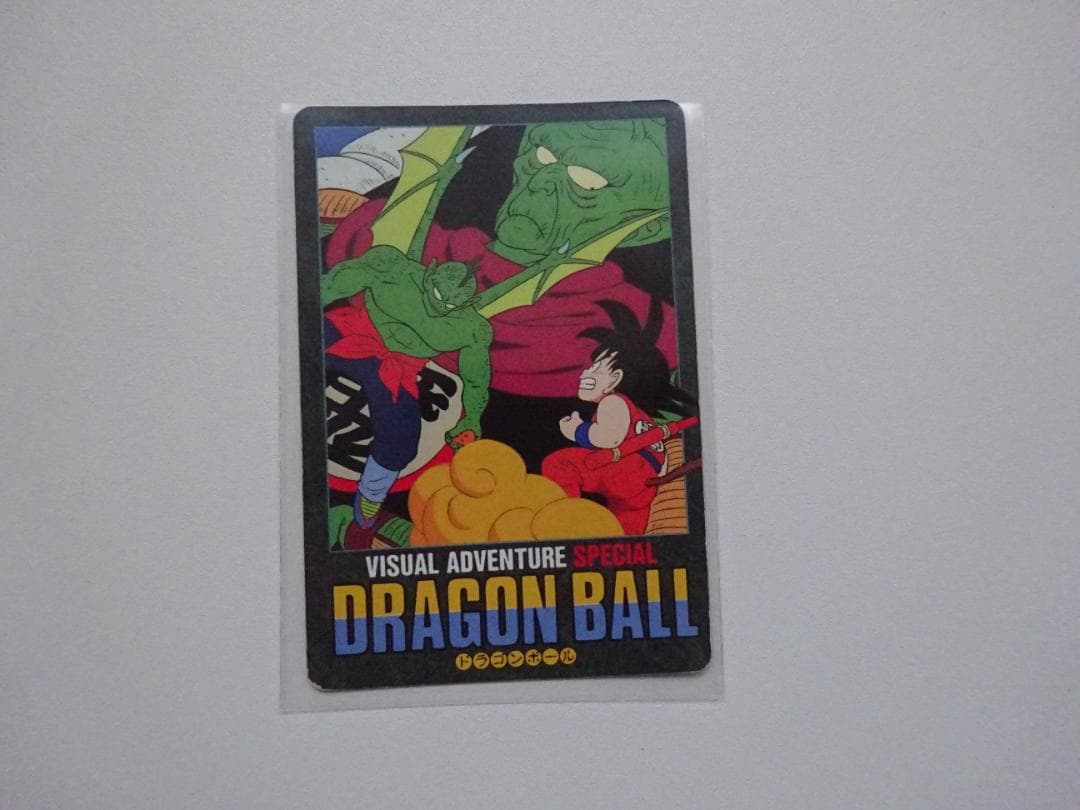 VISUAL ADVENTURE SPECIAL
DRAGON BALL
ドラゴンボール